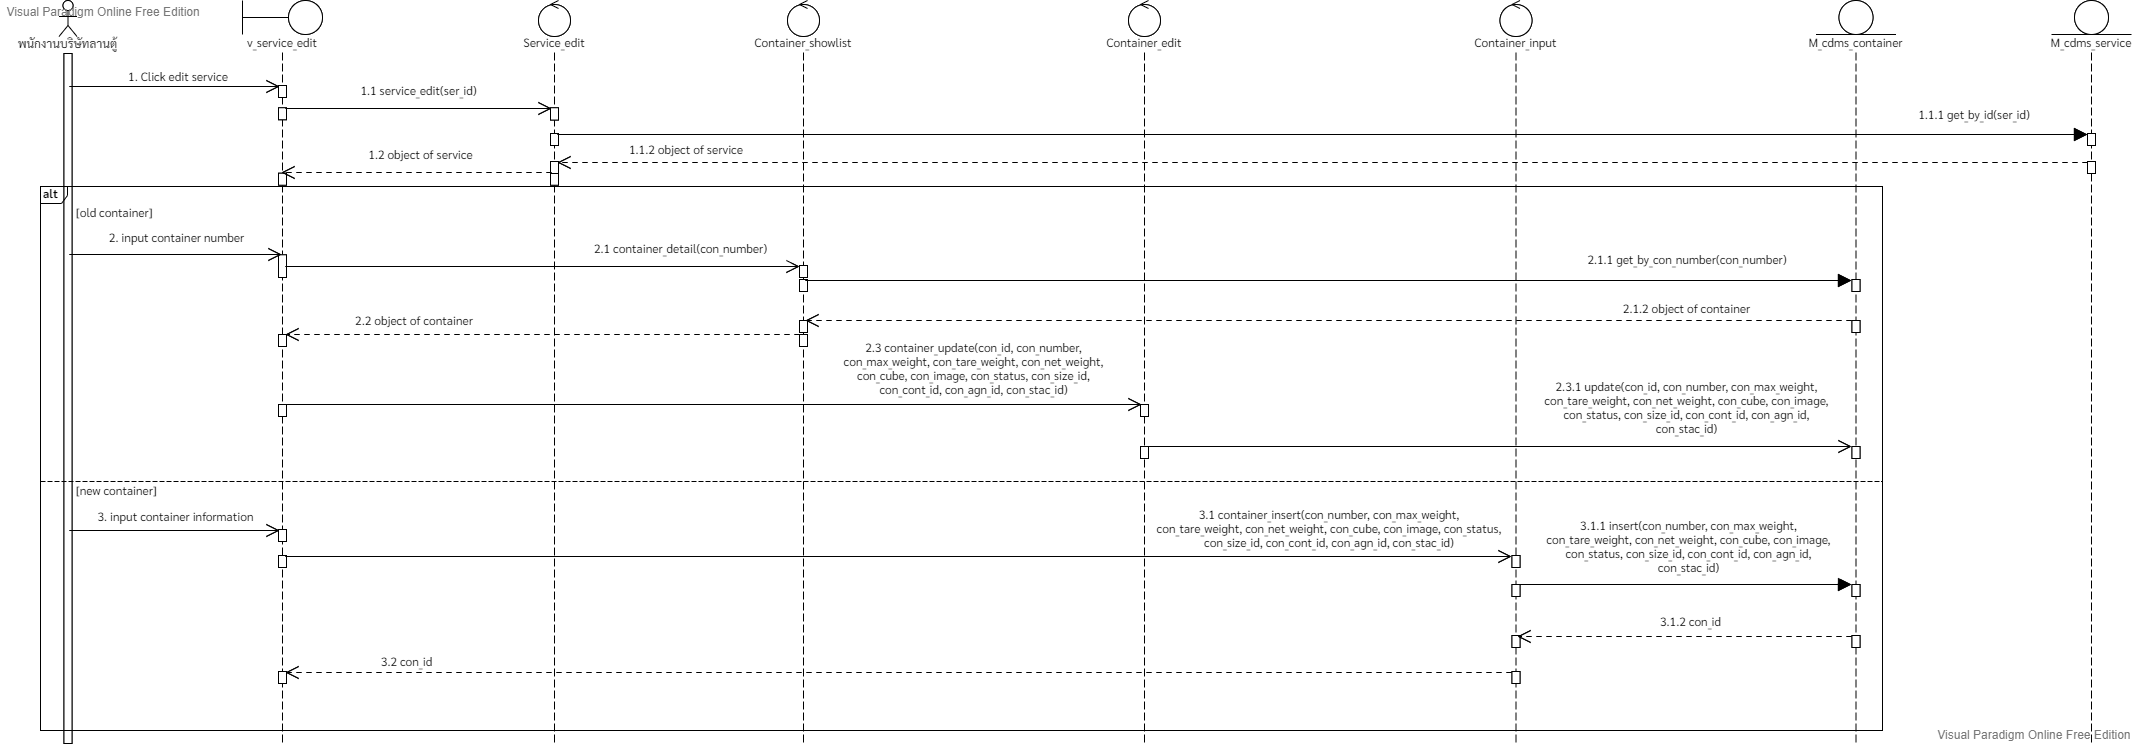 Visual Paradigm Online Free Edition
พนักงานบริษัทลานตู้
v_service_edit
Service_edit
Container_showlist
Container_edit
Container_input
M_cdms_container
M_cdms_service
1. Click edit service
1.1 service_edit(ser_id)
1.1.1 get_by_id(ser_id)
1.1.2 object of service
1.2 object of service
alt
[old container]
2. input container number
2.1 container_detail(con_number)
2.1.1 get_by_con_number(con_number)
2.1.2 object of container
2.2 object of container
2.3 container_update(con_id, con_number,
con_max_weight, con_tare_weight, con_net_weight,
con_cube, con_image, con_status, con_size_id,
con_cont_id, con_agn_id, con_stac_id)
2.3.1 update(con_id, con_number, con_max_weight,
con_tare_weight, con_net_weight, con_cube, con_image,
con_status, con_size_id, con_cont_id, con_agn_id,
con_stac_id)
[new container]
3. input container information
3.1 container_insert(con_number, con_max_weight,
con_tare_weight, con_net_weight, con_cube, con_image, con_status,
con_size_id, con_cont_id, con_agn_id, con_stac_id)
3.1.1 insert(con_number, con_max_weight,
con_tare_weight, con_net_weight, con_cube, con_image,
con_status, con_size_id, con_cont_id, con_agn_id,
con_stac_id)
3.1.2 con_id
3.2 con_id
Visual Paradigm Online Free Edition